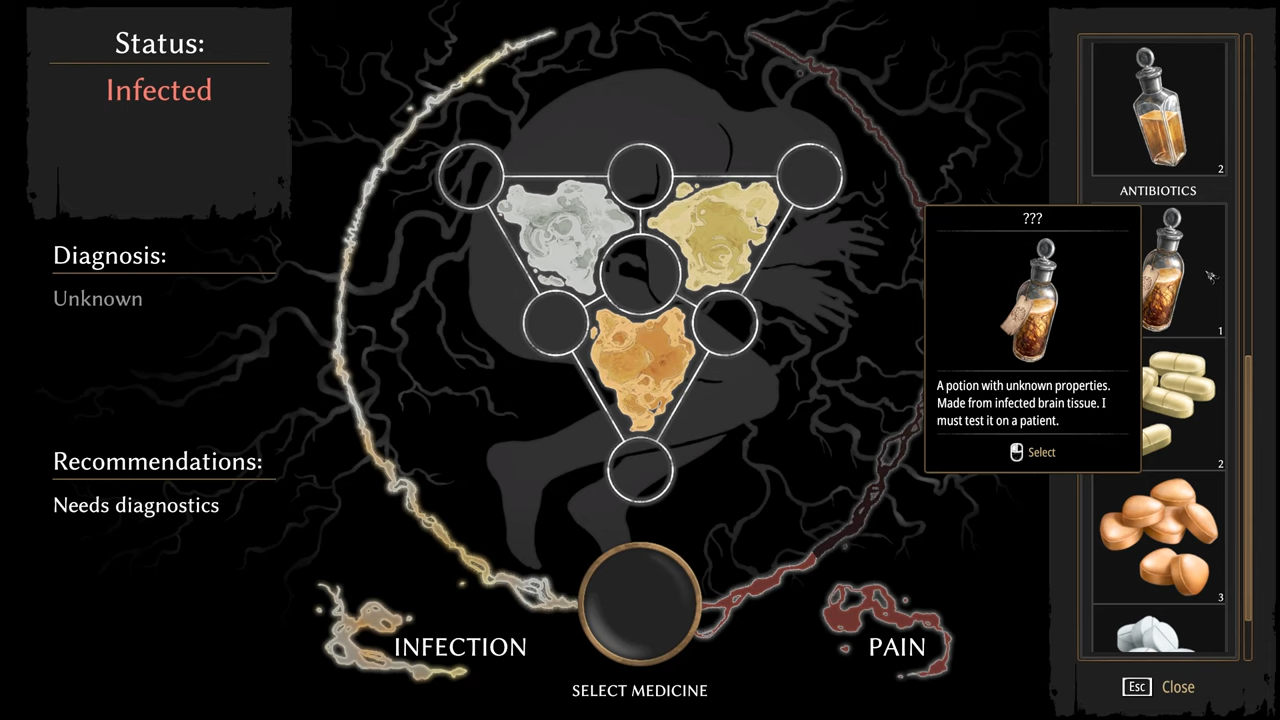 Status:
Infected
Diagnosis:
Unknown
Recommendations:
Needs diagnostics
INFECTION
PAIN
SELECT MEDICINE
2
ANTIBIOTICS
???
A potion with unknown properties.
Made from infected brain tissue. I
must test it on a patient.
Select
1
2
3
Esc Close